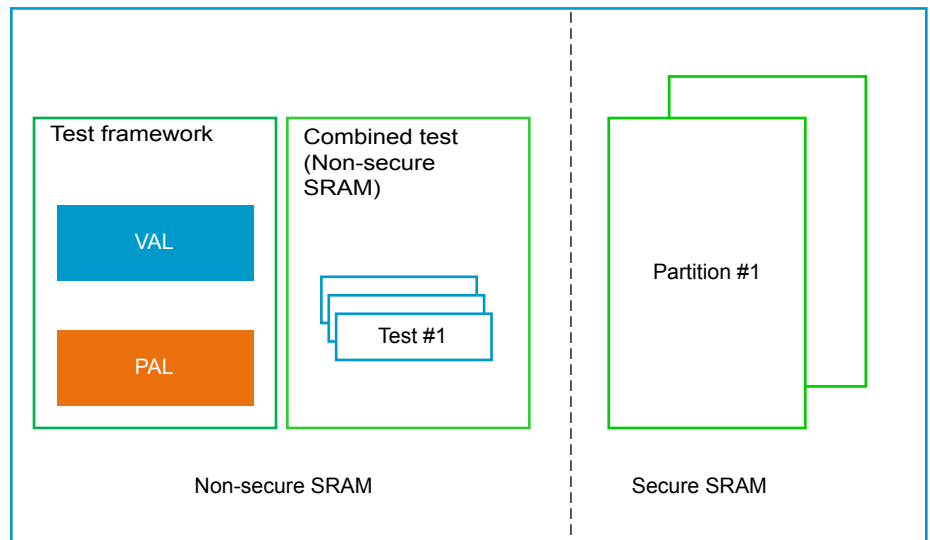 Test framework
VAL
PAL
Combined test
(Non-secure
SRAM)
Test #1
Partition #1
Non-secure SRAM
Secure SRAM